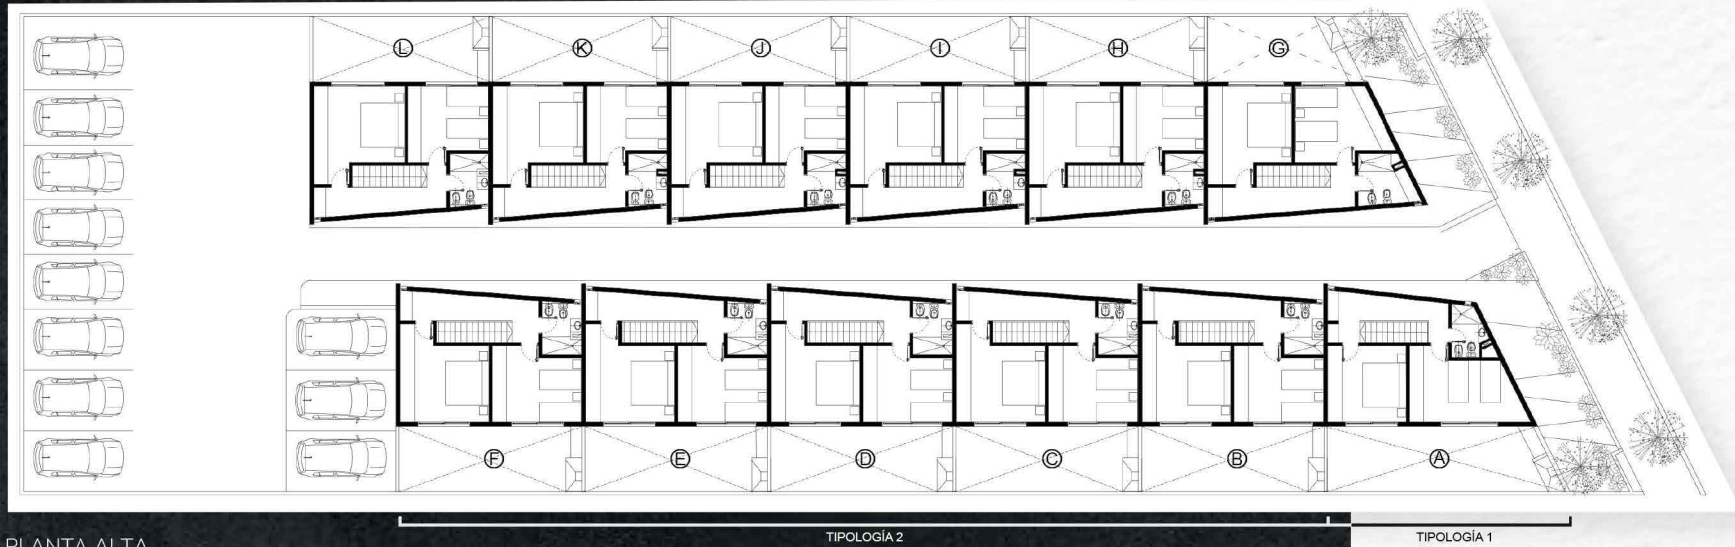 L K J I H G
F E D C B A
TIPOLOGÍA 2 TIPOLOGÍA 1
PLANTA ALTA